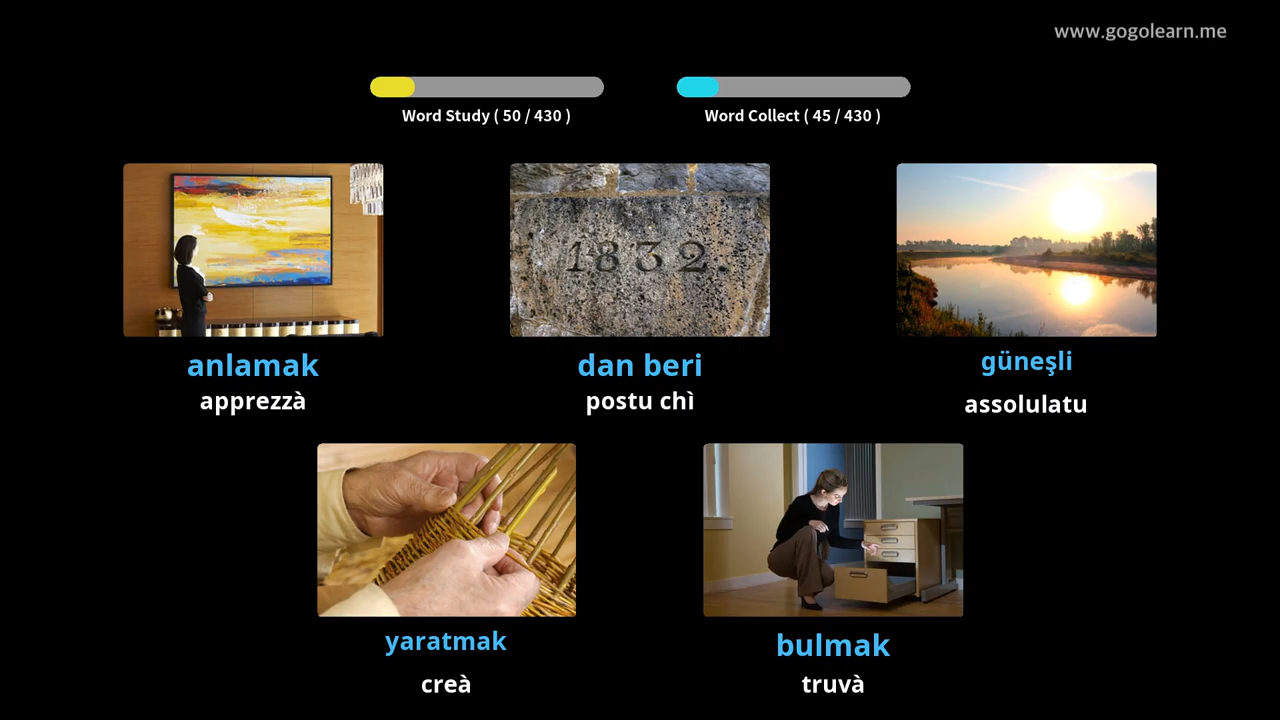 www.gogolearn.me
Word Study ( 50 / 430 )
Word Collect ( 45 / 430 )
1832.
anlamak
apprezzà
dan beri
postu chì
güneşli
assolulatu
yaratmak
creà
bulmak
truvà